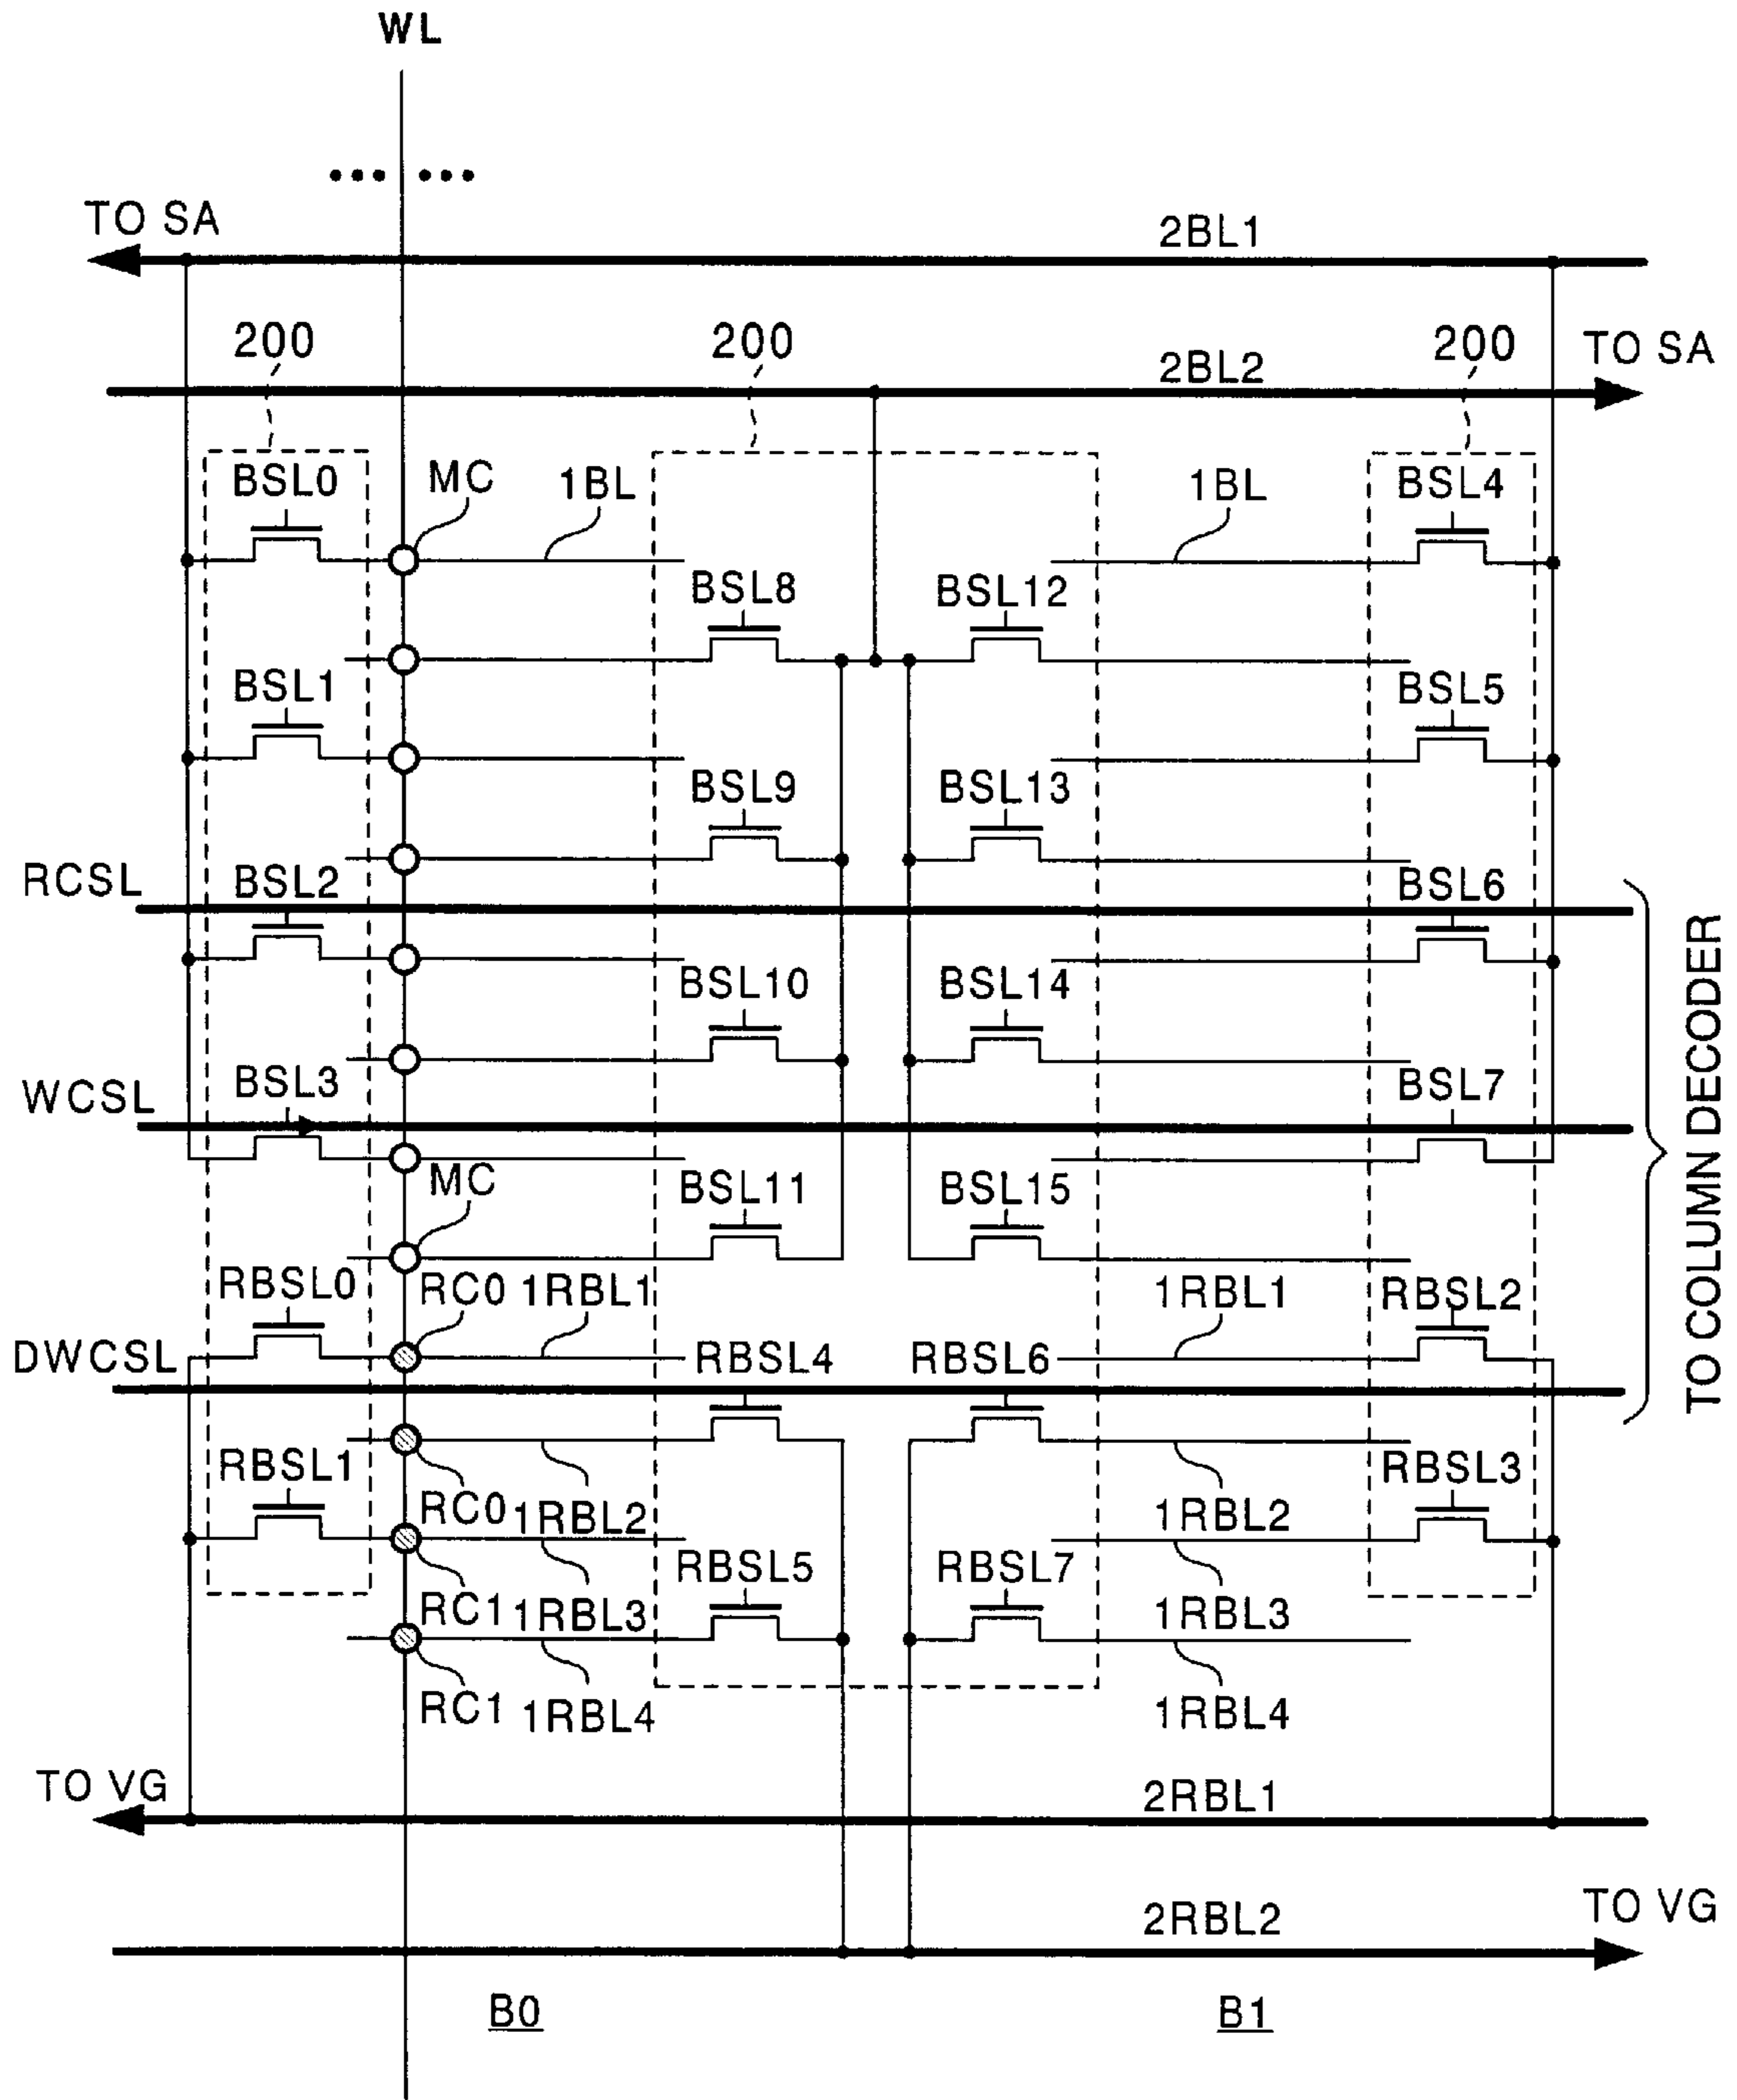 WL
TO SA
2BL1
200
200
200
TO SA
2BL2
BSL0
MC
1BL
1BL
BSL4
BSL8
BSL12
BSL1
BSL5
BSL9
BSL13
RCSL
BSL2
BSL6
BSL10
BSL14
WCSL
BSL3
BSL7
MC
BSL11
BSL15
RBSL0
RC0
1RBL1
1RBL1
RBSL2
DWCSL
RBSL4
RBSL6
RBSL1
RC0
1RBL2
1RBL2
RBSL3
RBSL5
RBSL7
RC1
1RBL3
1RBL3
RC1
1RBL4
1RBL4
TO COLUMN DECODER
TO VG
2RBL1
2RBL2
TO VG
B0
B1